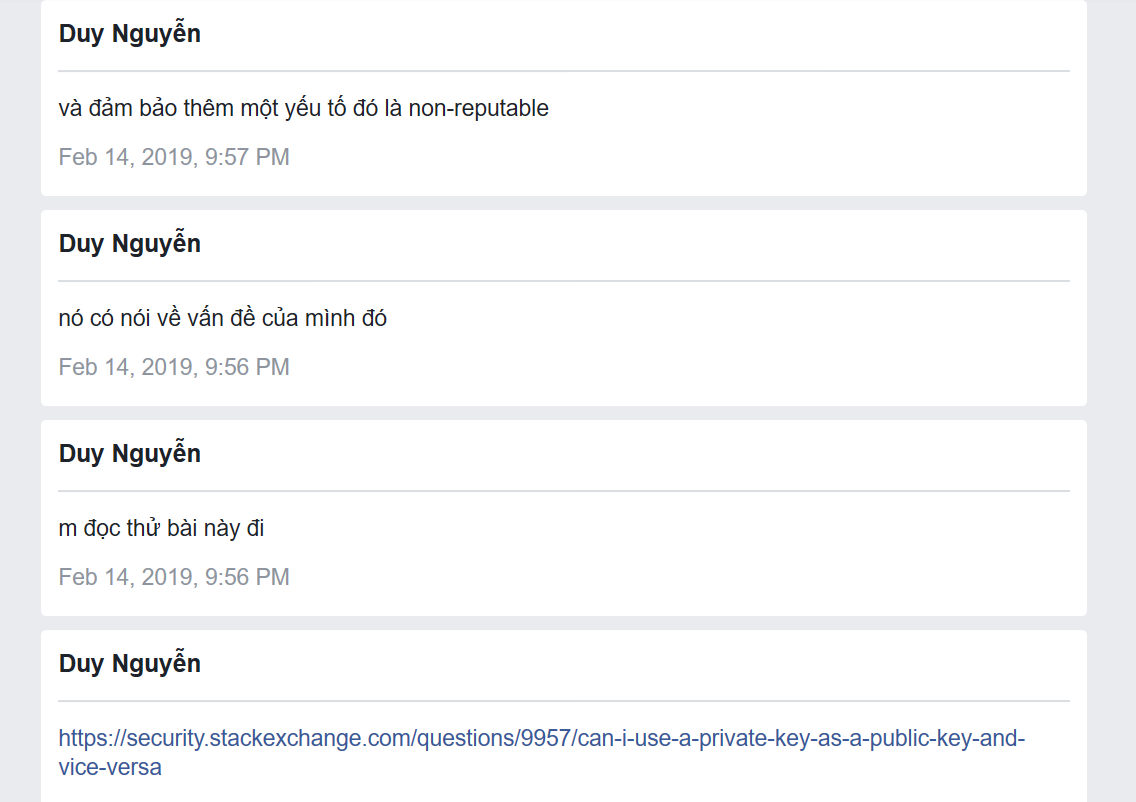 Duy Nguyễn
và đảm bảo thêm một yếu tố đó là non-reputable
Feb 14, 2019, 9:57 PM
Duy Nguyễn
nó có nói về vấn đề của mình đó
Feb 14, 2019, 9:56 PM
Duy Nguyễn
m đọc thử bài này đi
Feb 14, 2019, 9:56 PM
Duy Nguyễn
https://security.stackexchange.com/questions/9957/can-i-use-a-private-key-as-a-public-key-and-
vice-versa